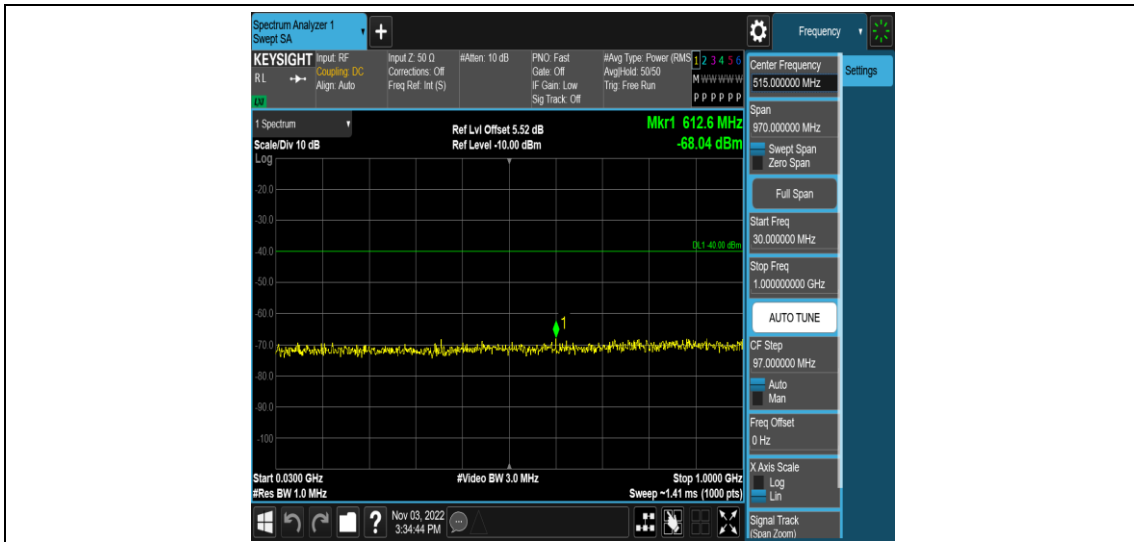 Spectrum Analyzer 1
Swept SA
+
Frequency
KEYSIGHT
RL
LXI
Input: RF
Coupling: DC
Align: Auto
Input Z: 50 Ω
Corrections: Off
Freq Ref: Int (S)
#Atten: 10 dB
PNO: Fast
Gate: Off
IF Gain: Low
Sig Track: Off
#Avg Type: Power (RMS
Avg|Hold: 50/50
Trig: Free Run
1 2 3 4 5 6
M W W W W W
P P P P P P
Center Frequency
515.000000 MHz
Settings
1 Spectrum
Scale/Div 10 dB
Ref Lvl Offset 5.52 dB
Ref Level -10.00 dBm
Mkr1 612.6 MHz
-68.04 dBm
Log
-20.0
-30.0
-40.0
-50.0
-60.0
-70.0
-80.0
-90.0
-100
DL1 -40.00 dBm
1
Start 0.0300 GHz
#Res BW 1.0 MHz
#Video BW 3.0 MHz
Stop 1.0000 GHz
Sweep ~1.41 ms (1000 pts)
Span
970.000000 MHz
Swept Span
Zero Span
Full Span
Start Freq
30.000000 MHz
Stop Freq
1.000000000 GHz
AUTO TUNE
CF Step
97.000000 MHz
Auto
Man
Freq Offset
0 Hz
X Axis Scale
Log
Lin
Signal Track
(Span Zoom)
?
Nov 03, 2022
3:34:44 PM